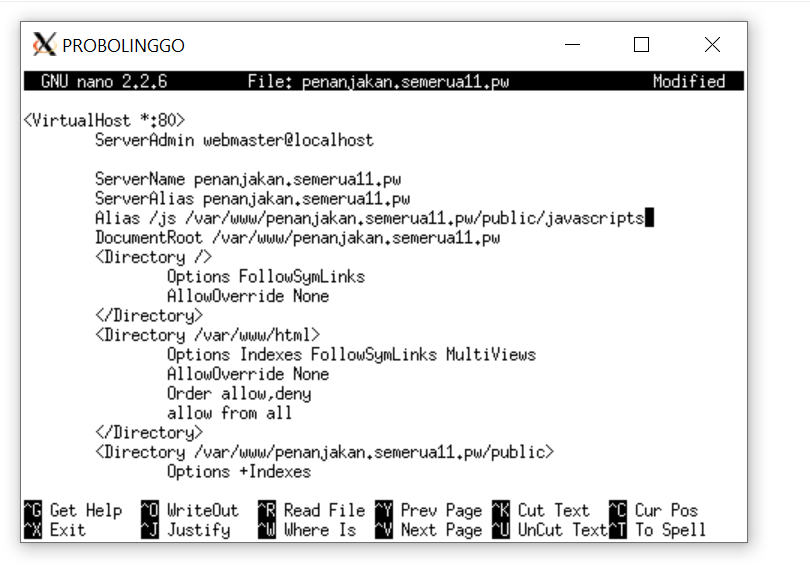 PROBOLINGGO
GNU nano 2.2.6 File: penanjakan.semerua11.pw Modified
<VirtualHost *:80>
ServerAdmin webmaster@localhost
ServerName penanjakan.semerua11.pw
ServerAlias penanjakan.semerua11.pw
Alias /js /var/www/penanjakan.semerua11.pw/public/javascripts
DocumentRoot /var/www/penanjakan.semerua11.pw
<Directory />
Options FollowSymLinks
AllowOverride None
</Directory>
<Directory /var/www/html>
Options Indexes FollowSymLinks MultiViews
AllowOverride None
Order allow,deny
allow from all
</Directory>
<Directory /var/www/penanjakan.semerua11.pw/public>
Options +Indexes
^G Get Help ^O WriteOut ^R Read File ^Y Prev Page ^K Cut Text ^C Cur Pos
^X Exit ^J Justify ^W Where Is ^V Next Page ^U UnCut Text ^T To Spell